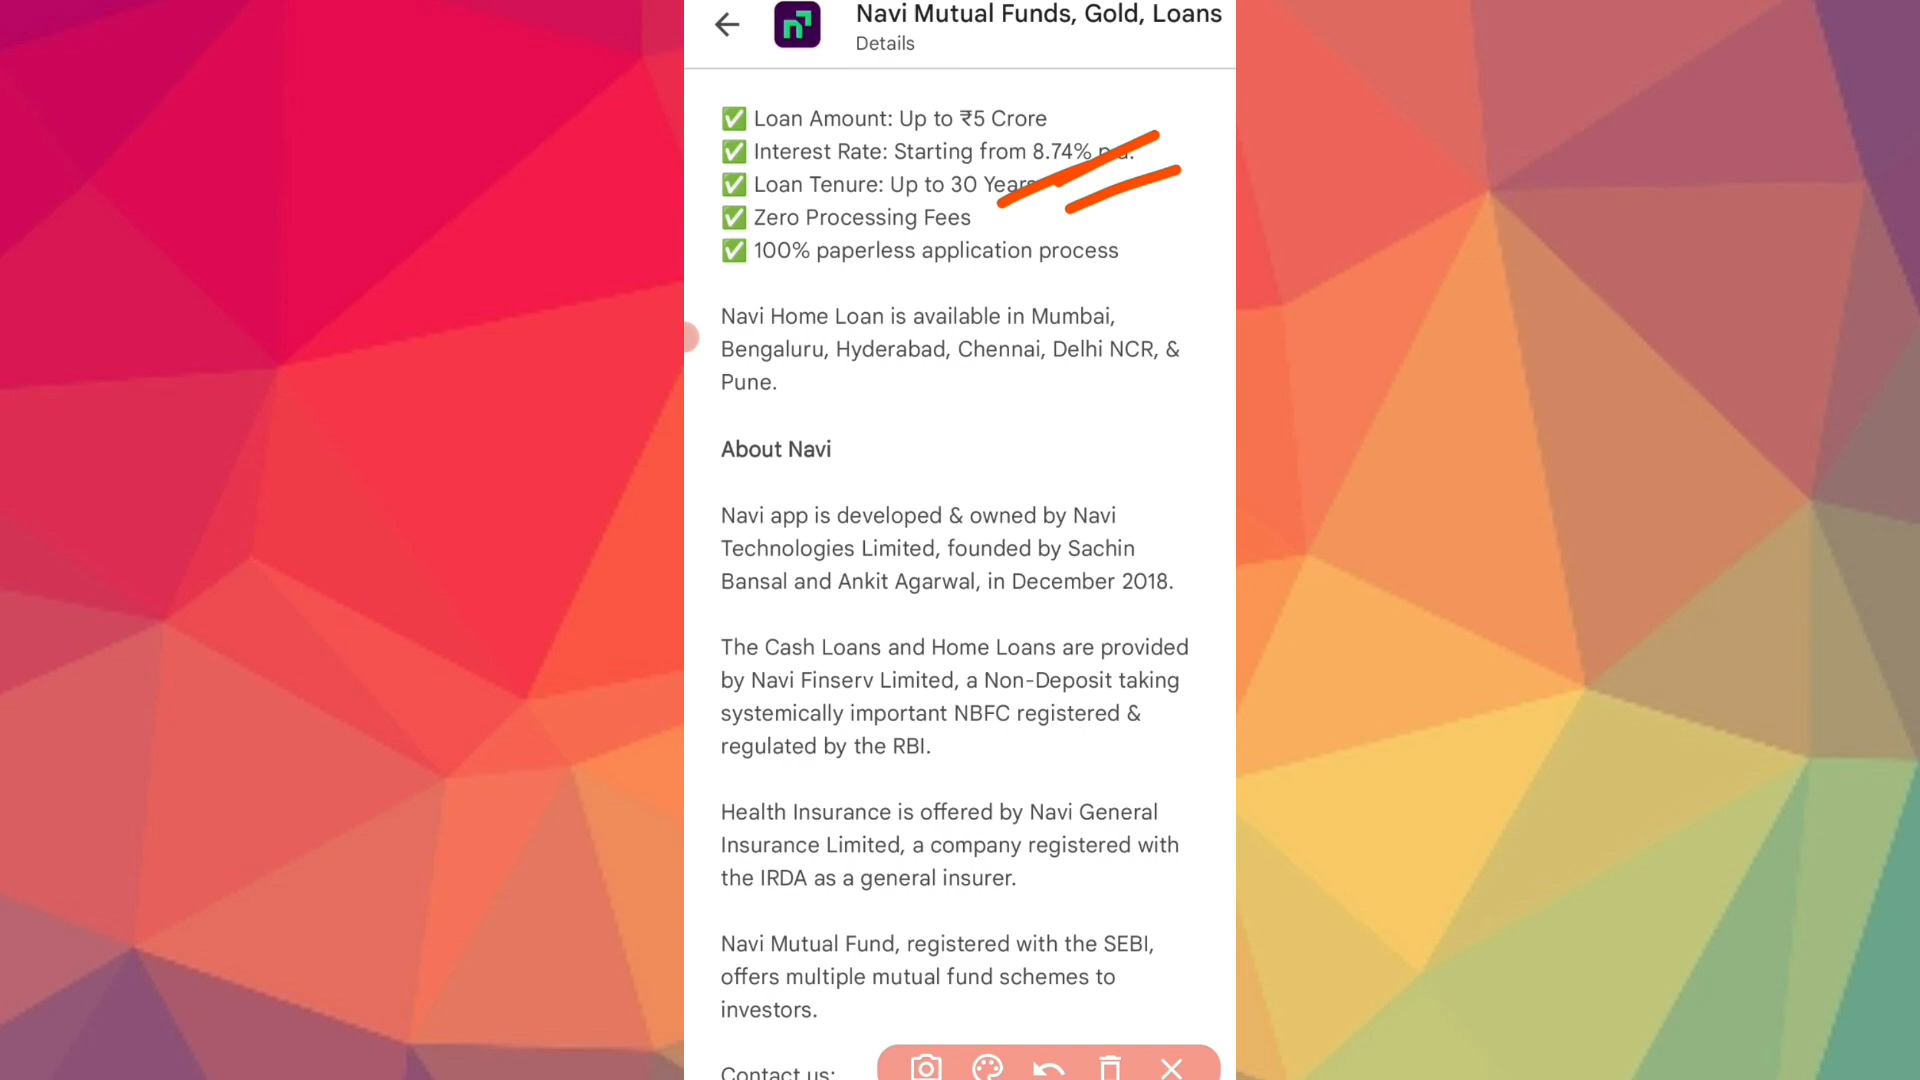 Navi Mutual Funds, Gold, Loans
Details
✅ Loan Amount: Up to ₹5 Crore
✅ Interest Rate: Starting from 8.74% p.a.
✅ Loan Tenure: Up to 30 Years
✅ Zero Processing Fees
✅ 100% paperless application process
Navi Home Loan is available in Mumbai,
Bengaluru, Hyderabad, Chennai, Delhi NCR, &
Pune.
About Navi
Navi app is developed & owned by Navi
Technologies Limited, founded by Sachin
Bansal and Ankit Agarwal, in December 2018.
The Cash Loans and Home Loans are provided
by Navi Finserv Limited, a Non-Deposit taking
systemically important NBFC registered &
regulated by the RBI.
Health Insurance is offered by Navi General
Insurance Limited, a company registered with
the IRDA as a general insurer.
Navi Mutual Fund, registered with the SEBI,
offers multiple mutual fund schemes to
investors.
Contact us: